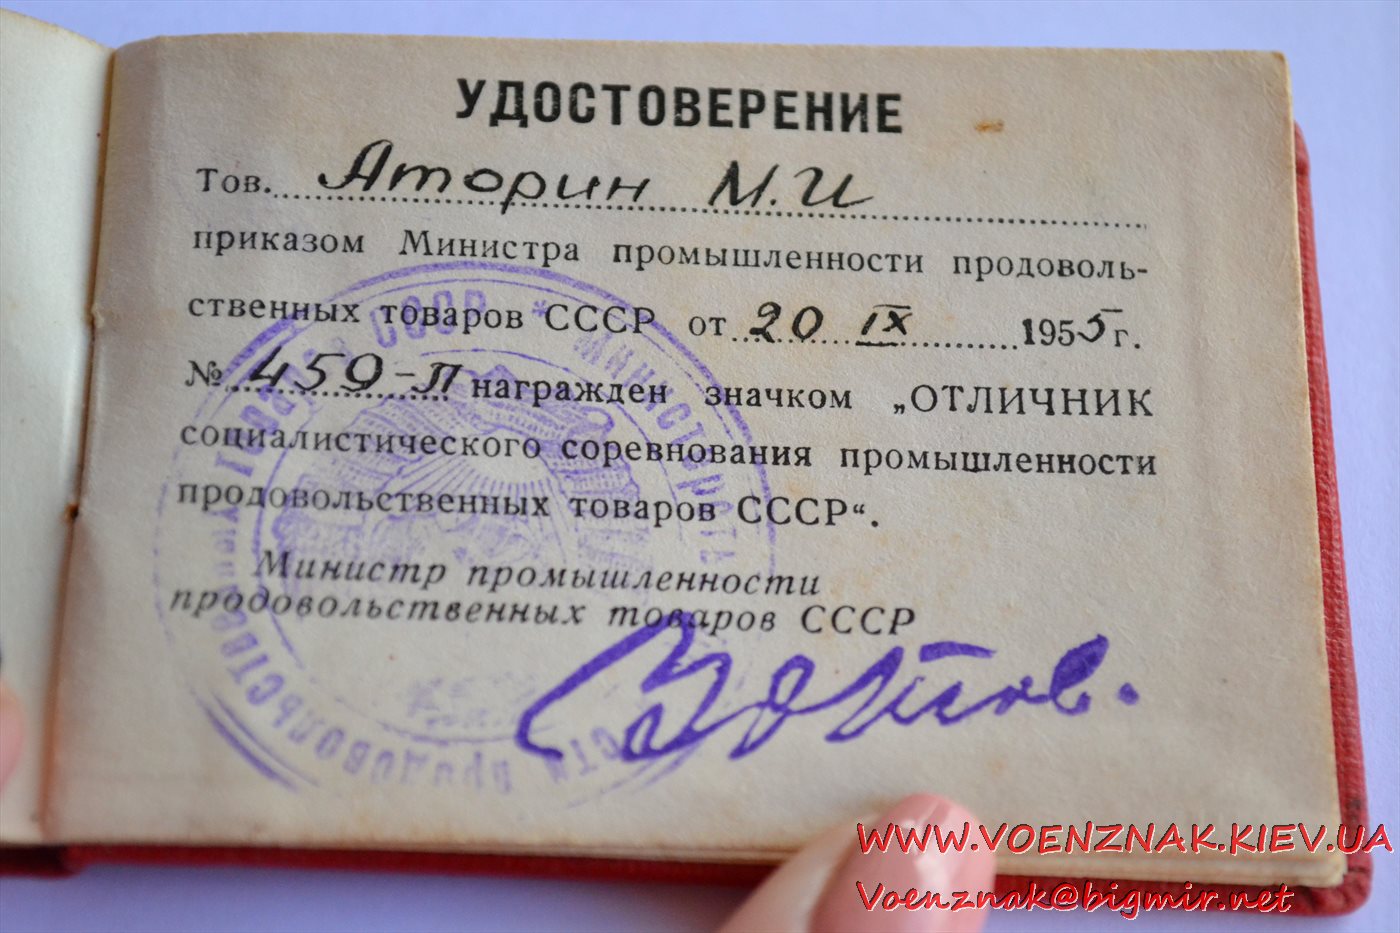 УДОСТОВЕРЕНИЕ
Тов. Аторин М.И
приказом Министра промышленности продоволь-
ственных товаров СССР от 20 IX 1955 г.
№ 459-П награжден значком „ОТЛИЧНИК
социалистического соревнования промышленности
продовольственных товаров СССР“.
Министр промышленности
продовольственных товаров СССР
WWW.VOENZNAK.KIEV.UA
Voenznak@bigmir.net